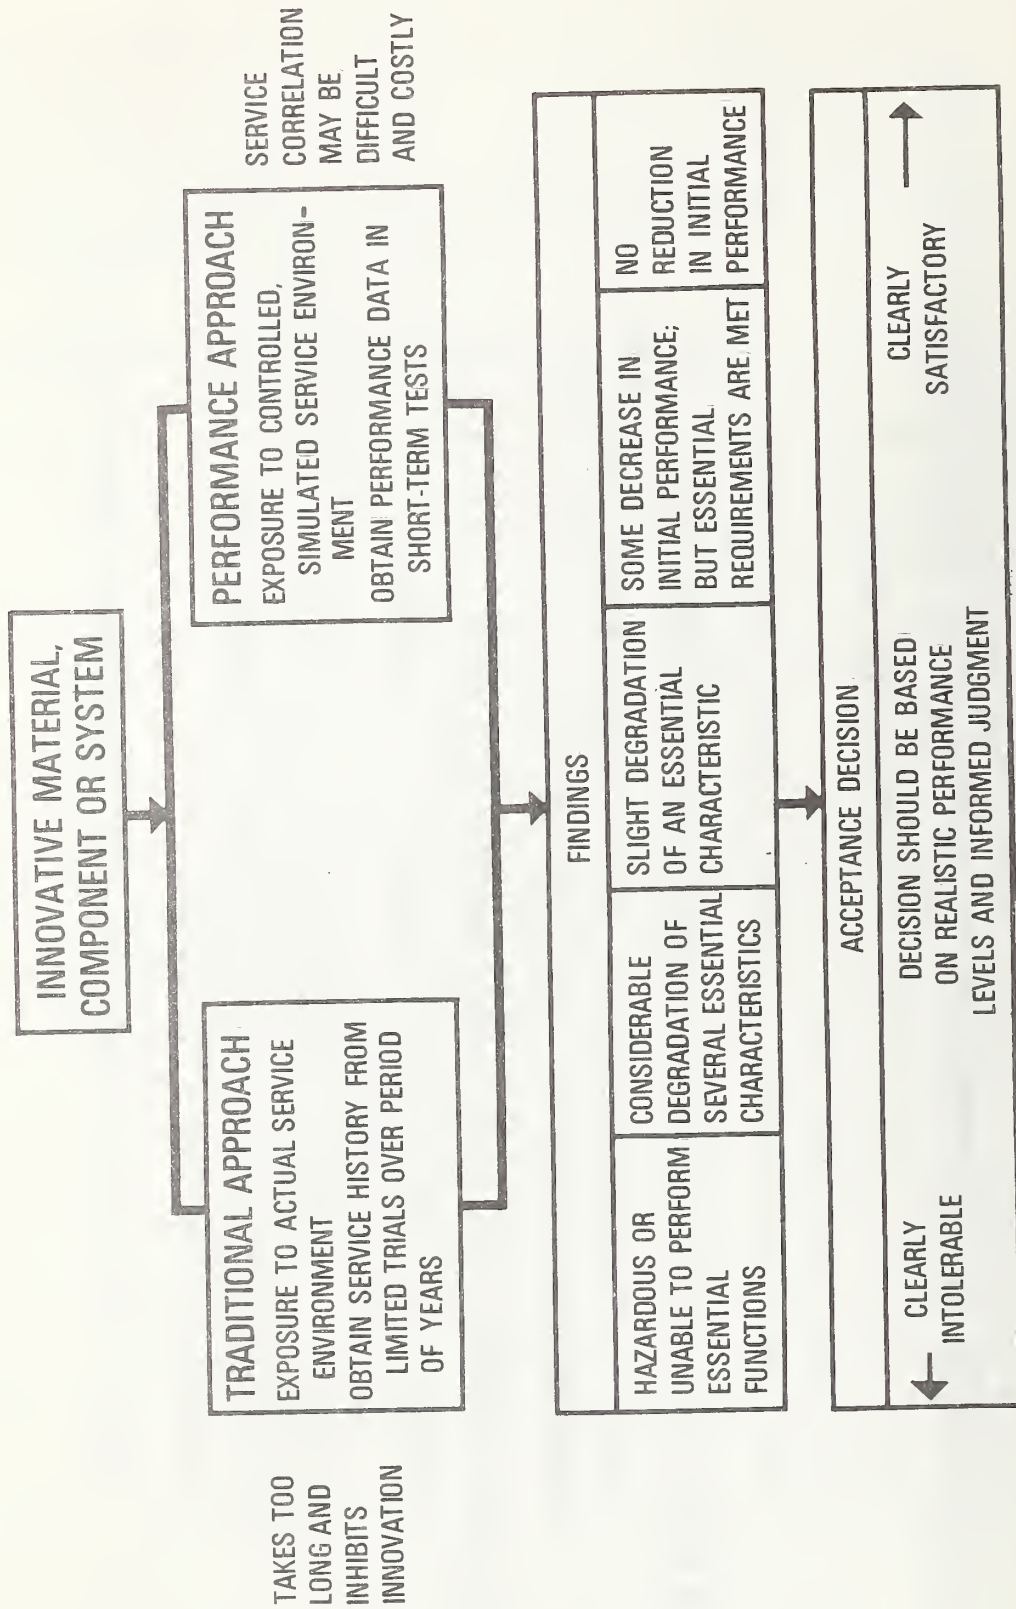 INNOVATIVE MATERIAL,
COMPONENT OR SYSTEM
TAKES TOO
LONG AND
INHIBITS
INNOVATION
TRADITIONAL APPROACH
EXPOSURE TO ACTUAL SERVICE
ENVIRONMENT
OBTAIN SERVICE HISTORY FROM
LIMITED TRIALS OVER PERIOD
OF YEARS
PERFORMANCE APPROACH
EXPOSURE TO CONTROLLED,
SIMULATED SERVICE ENVIRON-
MENT
OBTAIN PERFORMANCE DATA IN
SHORT-TERM TESTS
SERVICE
CORRELATION
MAY BE
DIFFICULT
AND COSTLY
FINDINGS
HAZARDOUS OR
UNABLE TO PERFORM
ESSENTIAL
FUNCTIONS
CONSIDERABLE
DEGRADATION OF
SEVERAL ESSENTIAL
CHARACTERISTICS
SLIGHT DEGRADATION
OF AN ESSENTIAL
CHARACTERISTIC
SOME DECREASE IN
INITIAL PERFORMANCE;
BUT ESSENTIAL
REQUIREMENTS ARE MET
NO
REDUCTION
IN INITIAL
PERFORMANCE
ACCEPTANCE DECISION
CLEARLY
INTOLERABLE
DECISION SHOULD BE BASED
ON REALISTIC PERFORMANCE
LEVELS AND INFORMED JUDGMENT
CLEARLY
SATISFACTORY